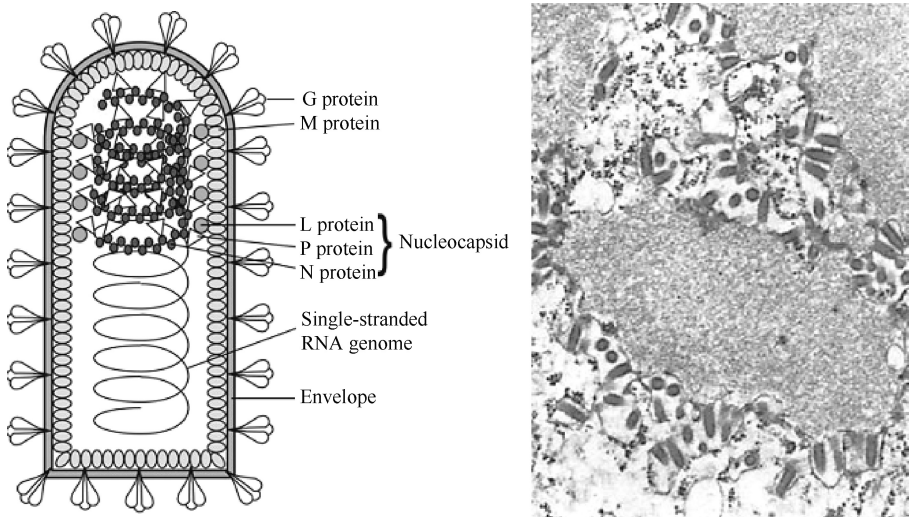 G protein
M protein
L protein
P protein
N protein
Nucleocapsid
Single-stranded
RNA genome
Envelope